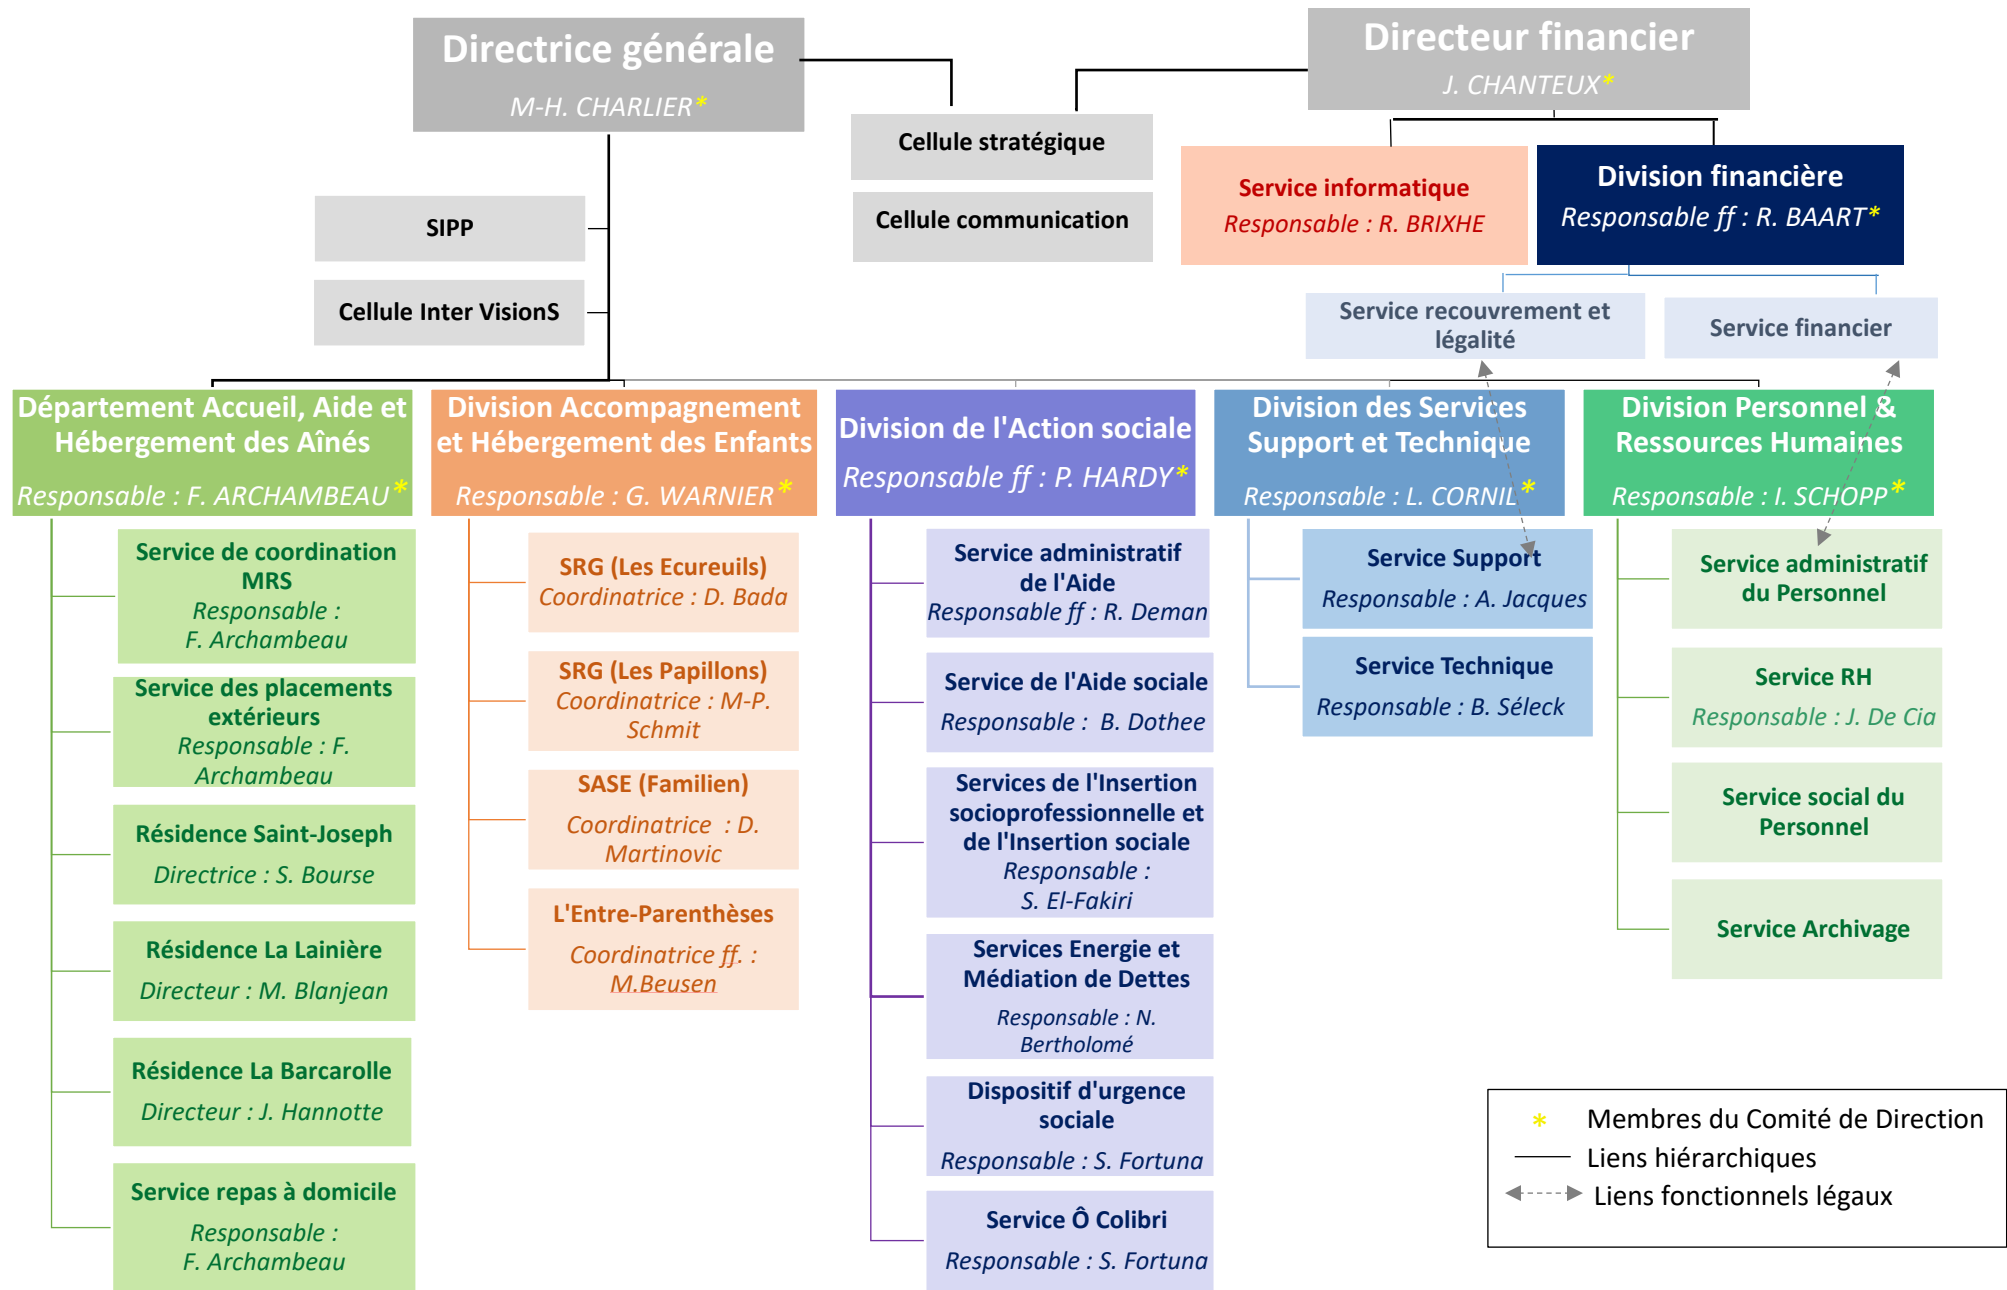 Directrice générale
M-H. CHARLIER*
Directeur financier
J. CHANTEUX*
Cellule stratégique
Cellule communication
Service informatique
Responsable : R. BRIXHE
Division financière
Responsable ff : R. BAART*
SIPP
Cellule Inter VisionS
Service recouvrement et
légalité
Service financier
Département Accueil, Aide et
Hébergement des Aînés
Responsable : F. ARCHAMBEAU*
Division Accompagnement
et Hébergement des Enfants
Responsable : G. WARNIER*
Division de l'Action sociale
Responsable ff : P. HARDY*
Division des Services
Support et Technique
Responsable : L. CORNIL*
Division Personnel &
Ressources Humaines
Responsable : I. SCHOPP*
Service de coordination
MRS
Responsable :
F. Archambeau
Service des placements
extérieurs
Responsable : F.
Archambeau
Résidence Saint-Joseph
Directrice : S. Bourse
Résidence La Lainière
Directeur : M. Blanjean
Résidence La Barcarolle
Directeur : J. Hannotte
Service repas à domicile
Responsable :
F. Archambeau
SRG (Les Ecureuils)
Coordinatrice : D. Bada
SRG (Les Papillons)
Coordinatrice : M-P.
Schmit
SASE (Familien)
Coordinatrice : D.
Martinovic
L'Entre-Parenthèses
Coordinatrice ff. :
M.Beusen
Service administratif
de l'Aide
Responsable ff : R. Deman
Service de l'Aide sociale
Responsable : B. Dothee
Services de l'Insertion
socioprofessionnelle et
de l'Insertion sociale
Responsable :
S. El-Fakiri
Services Energie et
Médiation de Dettes
Responsable : N.
Bertholomé
Dispositif d'urgence
sociale
Responsable : S. Fortuna
Service Ô Colibri
Responsable : S. Fortuna
Service Support
Responsable : A. Jacques
Service Technique
Responsable : B. Séleck
Service administratif
du Personnel
Service RH
Responsable : J. De Cia
Service social du
Personnel
Service Archivage
* Membres du Comité de Direction
Liens hiérarchiques
Liens fonctionnels légaux